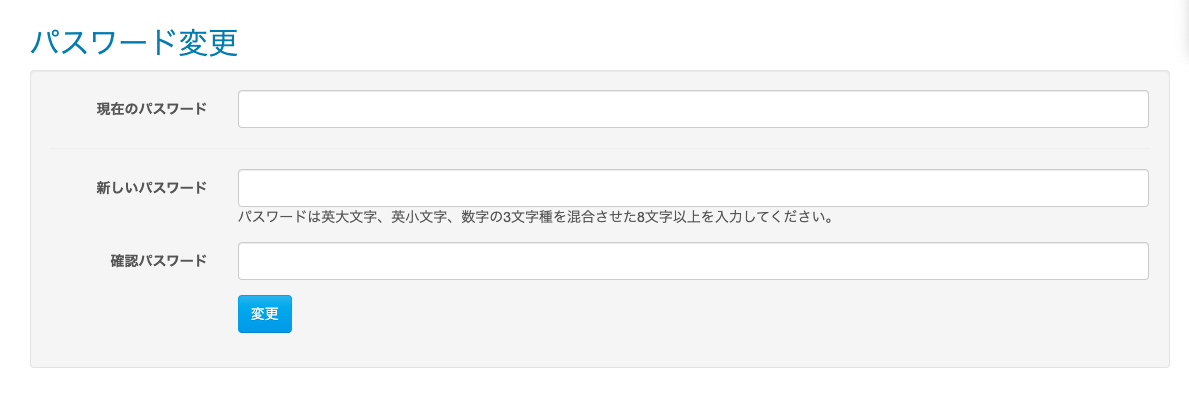 パスワード変更
現在のパスワード
新しいパスワード
パスワードは英大文字、英小文字、数字の3文字種を混合させた8文字以上を入力してください。
確認パスワード
変更